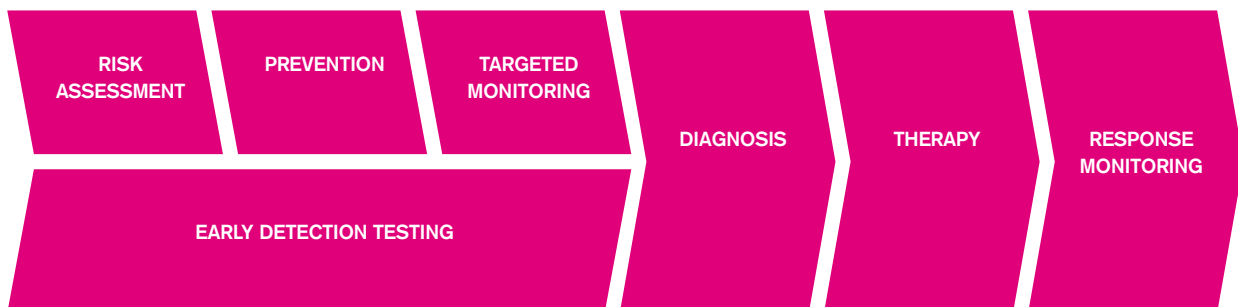 RISK
ASSESSMENT
PREVENTION
TARGETED
MONITORING
EARLY DETECTION TESTING
DIAGNOSIS
THERAPY
RESPONSE
MONITORING